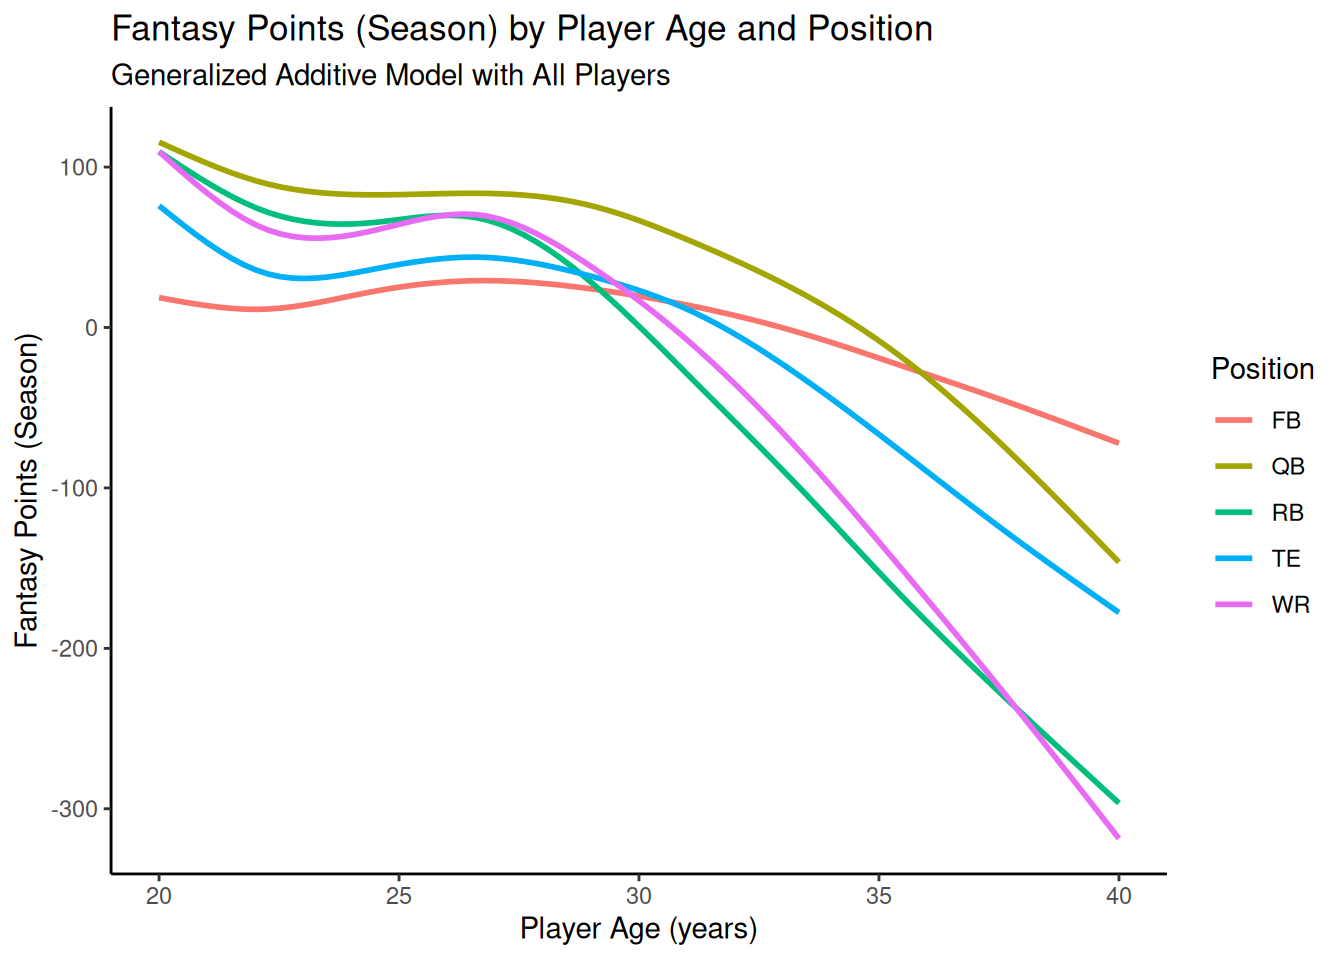 Fantasy Points (Season) by Player Age and Position
Generalized Additive Model with All Players
Fantasy Points (Season)
100
0
-100
-200
-300
20 25 30 35 40
Player Age (years)
Position
FB
QB
RB
TE
WR